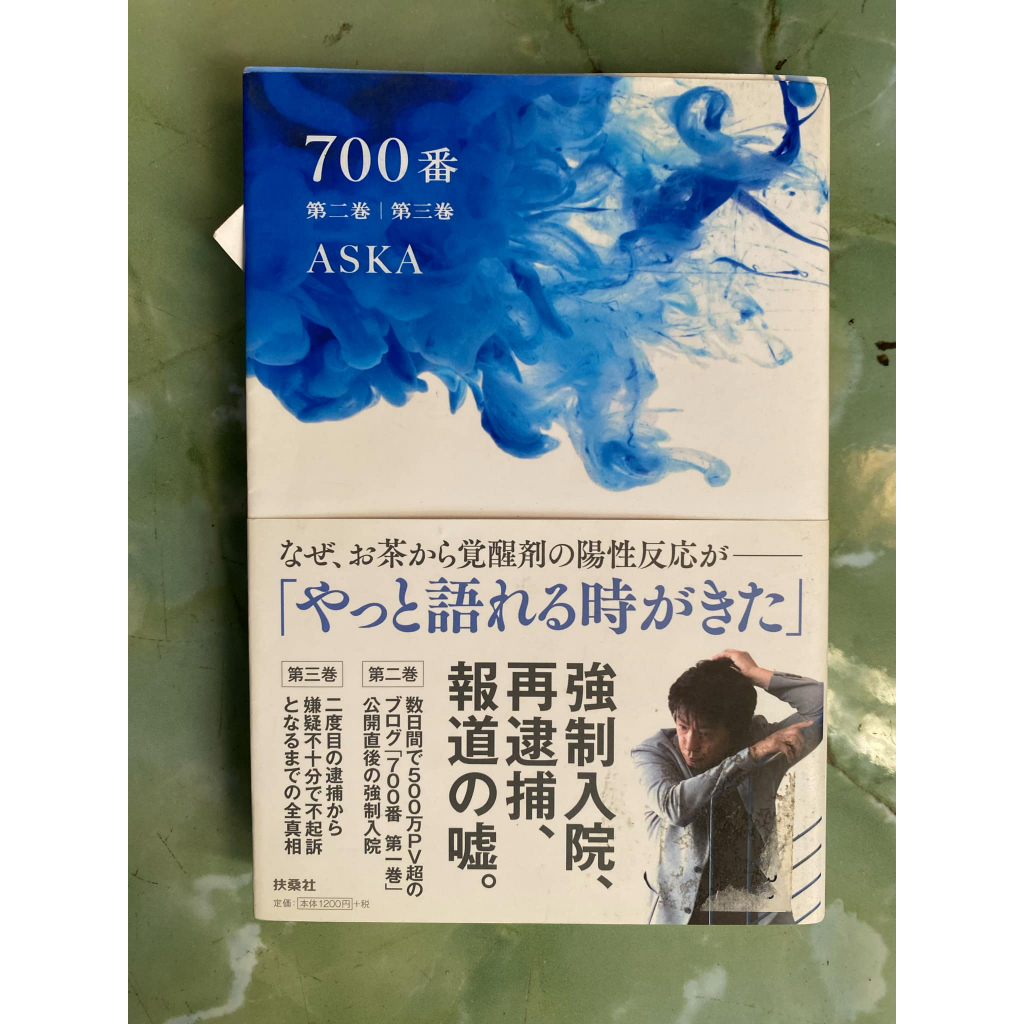 700番
第二巻｜第三巻
ASKA
なぜ、お茶から覚醒剤の陽性反応が――
「やっと語れる時がきた」
強制入院、
再逮捕、
報道の嘘。
第二巻
数日間で500万PV超の
ブログ「700番 第一巻」
公開直後の強制入院
第三巻
二度目の逮捕から
嫌疑不十分で不起訴
となるまでの全真相
扶桑社
定価：本体1200円+税